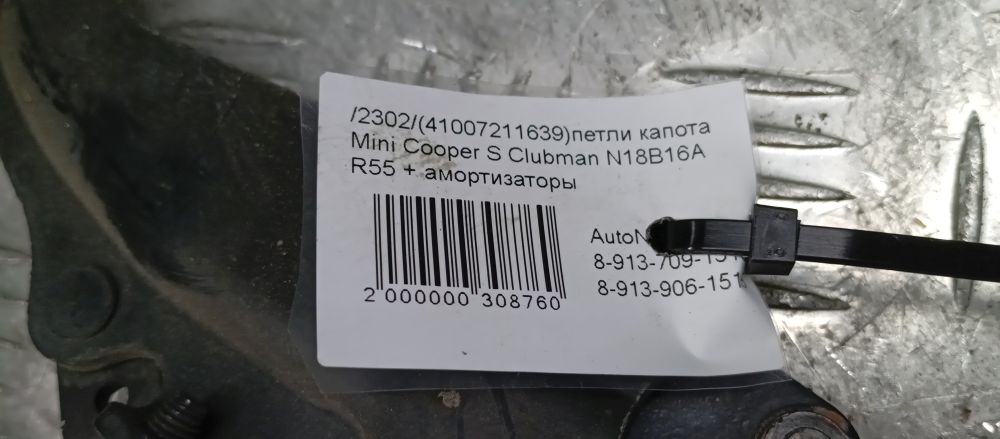 /2302/(41007211639)петли капота
Mini Cooper S Clubman N18B16A
R55 + амортизаторы
2 000000 308760
8-913-709-151
8-913-906-151